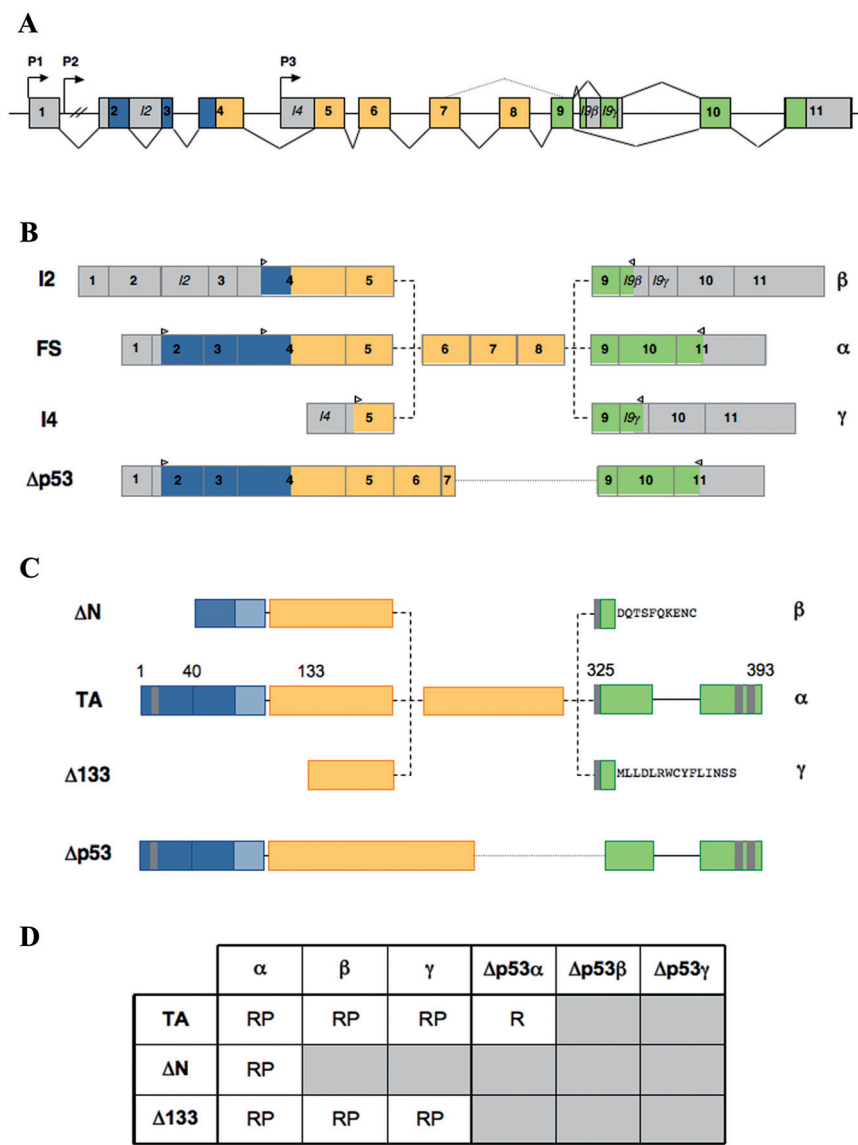 A
P1 P2 P3
1 2 I2 3 4 I4 5 6 7 8 9 I9β I9γ 10 11
B
I2 1 2 I2 3 4 5 9 I9β I9γ 10 11 β
FS 1 2 3 4 5 6 7 8 9 10 11 α
I4 I4 5 9 I9γ 10 11 γ
Δp53 1 2 3 4 5 6 7 9 10 11
C
ΔN DQTSFQKENC β
1 40 133 325 393
TA α
Δ133 MLLDLRWCYFLINSS γ
Δp53
D
α β γ Δp53α Δp53β Δp53γ
TA RP RP RP R
ΔN RP
Δ133 RP RP RP